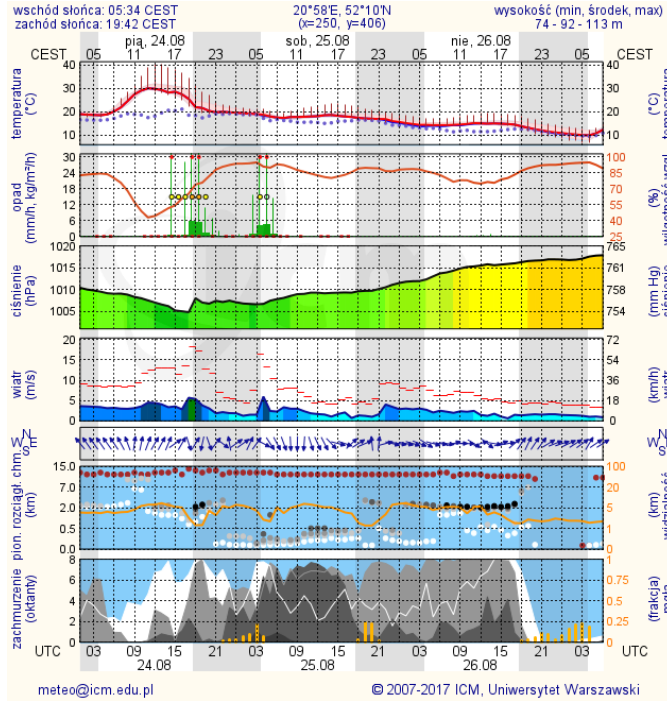 wschód słońca: 05:34 CEST 20°58'E, 52°10'N wysokość (min, środek, max)
zachód słońca: 19:42 CEST (x=250, y=406) 74 - 92 - 113 m
pią, 24.08 sob, 25.08 nie, 26.08
CEST 05 11 17 23 05 11 17 23 05 11 17 23 CEST
temperatura (°C) 40 30 20 10 40 30 20 10 temperatura (°C)
opad (mm/h, kg/m²/h) 30 24 18 12 6 0 100 85 70 55 40 25 (%)
ciśnienie (hPa) 1020 1015 1010 1005 765 761 758 754 (mm Hg) ciśnienie
wiatr (m/s) 20 15 10 5 0 72 54 36 18 0 (km/h) wiatr
W N E S W N E S
pion. rozciągł. chm. (km) 15.0 7.0 2.0 0.5 0.0 100 20 5 1 0 (km)
zachmurzenie (oktanty) 8 6 4 2 0 1 0.75 0.5 0.25 0 (frakcja) mgła
UTC 03 09 15 21 03 09 15 21 03 09 15 21 03 UTC
24.08 25.08 26.08
meteo@icm.edu.pl © 2007-2017 ICM, Uniwersytet Warszawski